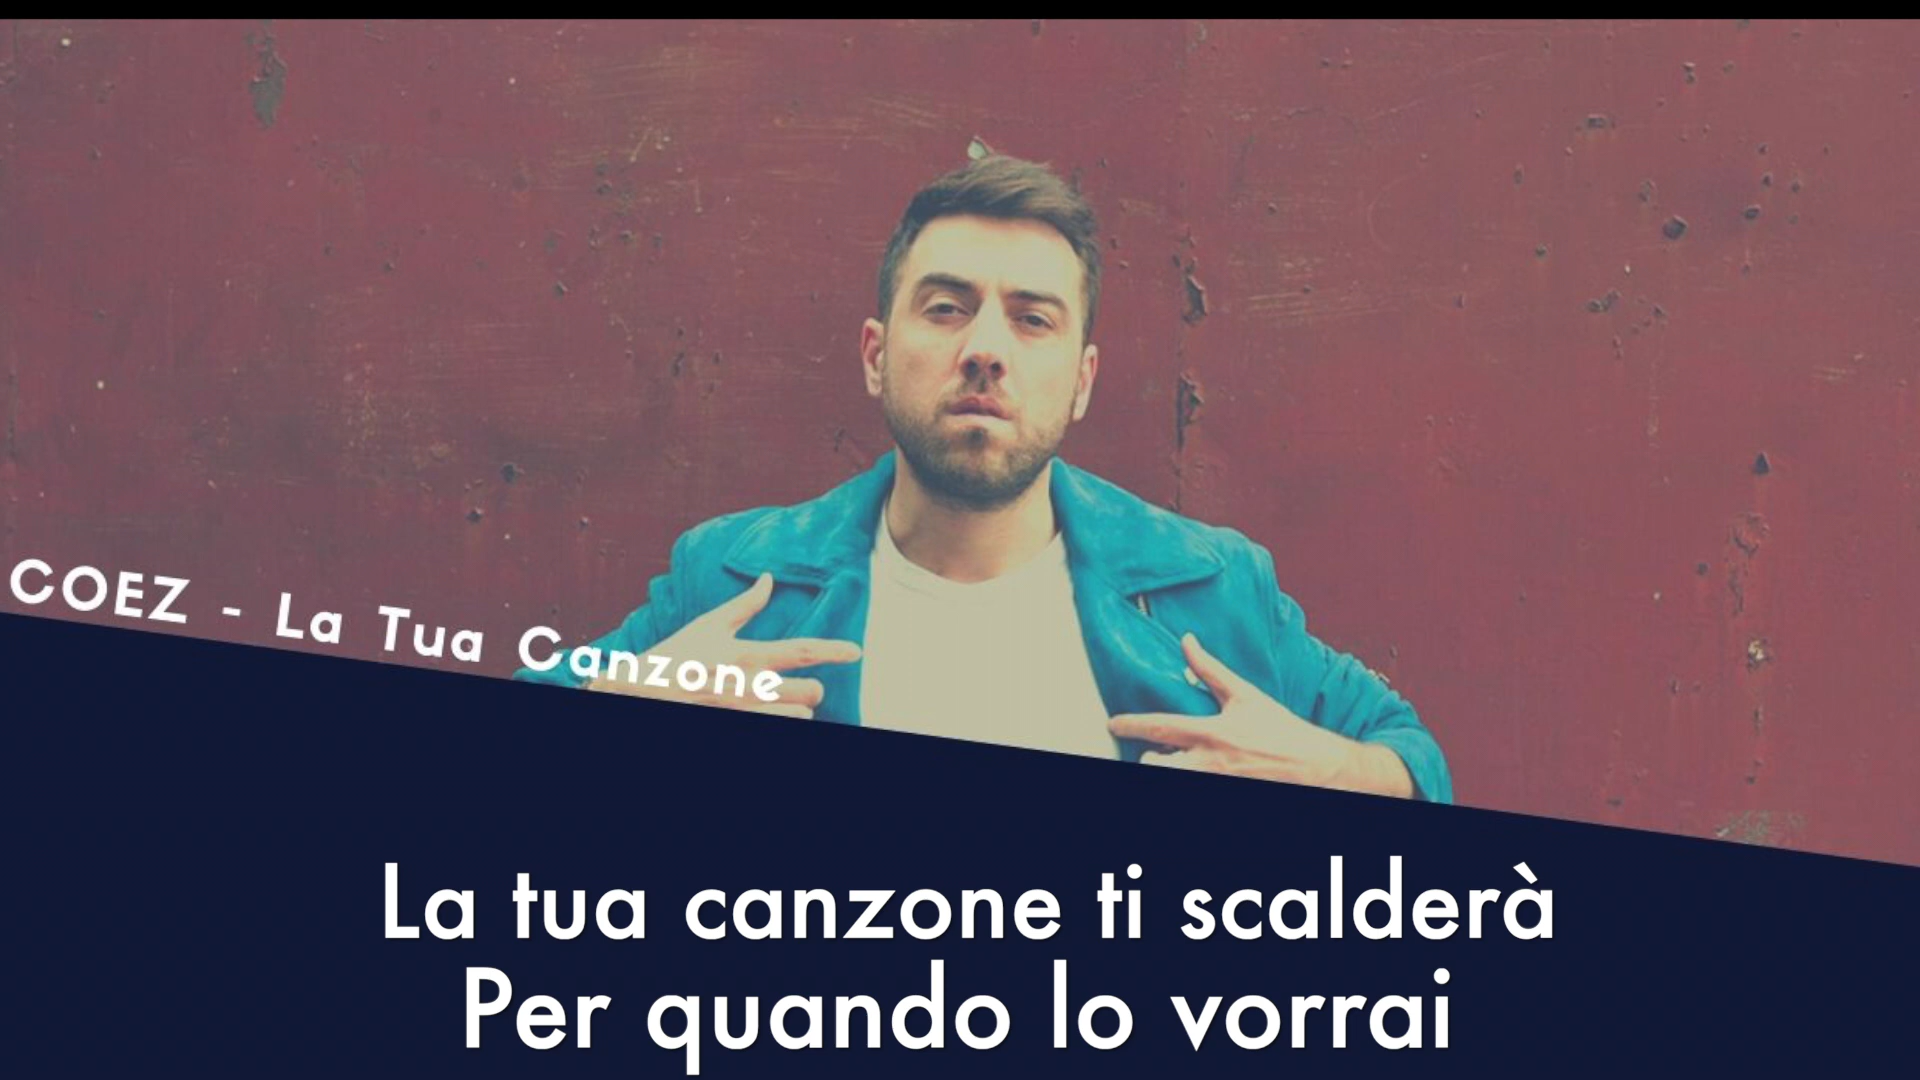 COEZ - La Tua Canzone
La tua canzone ti scalderà
Per quando lo vorrai